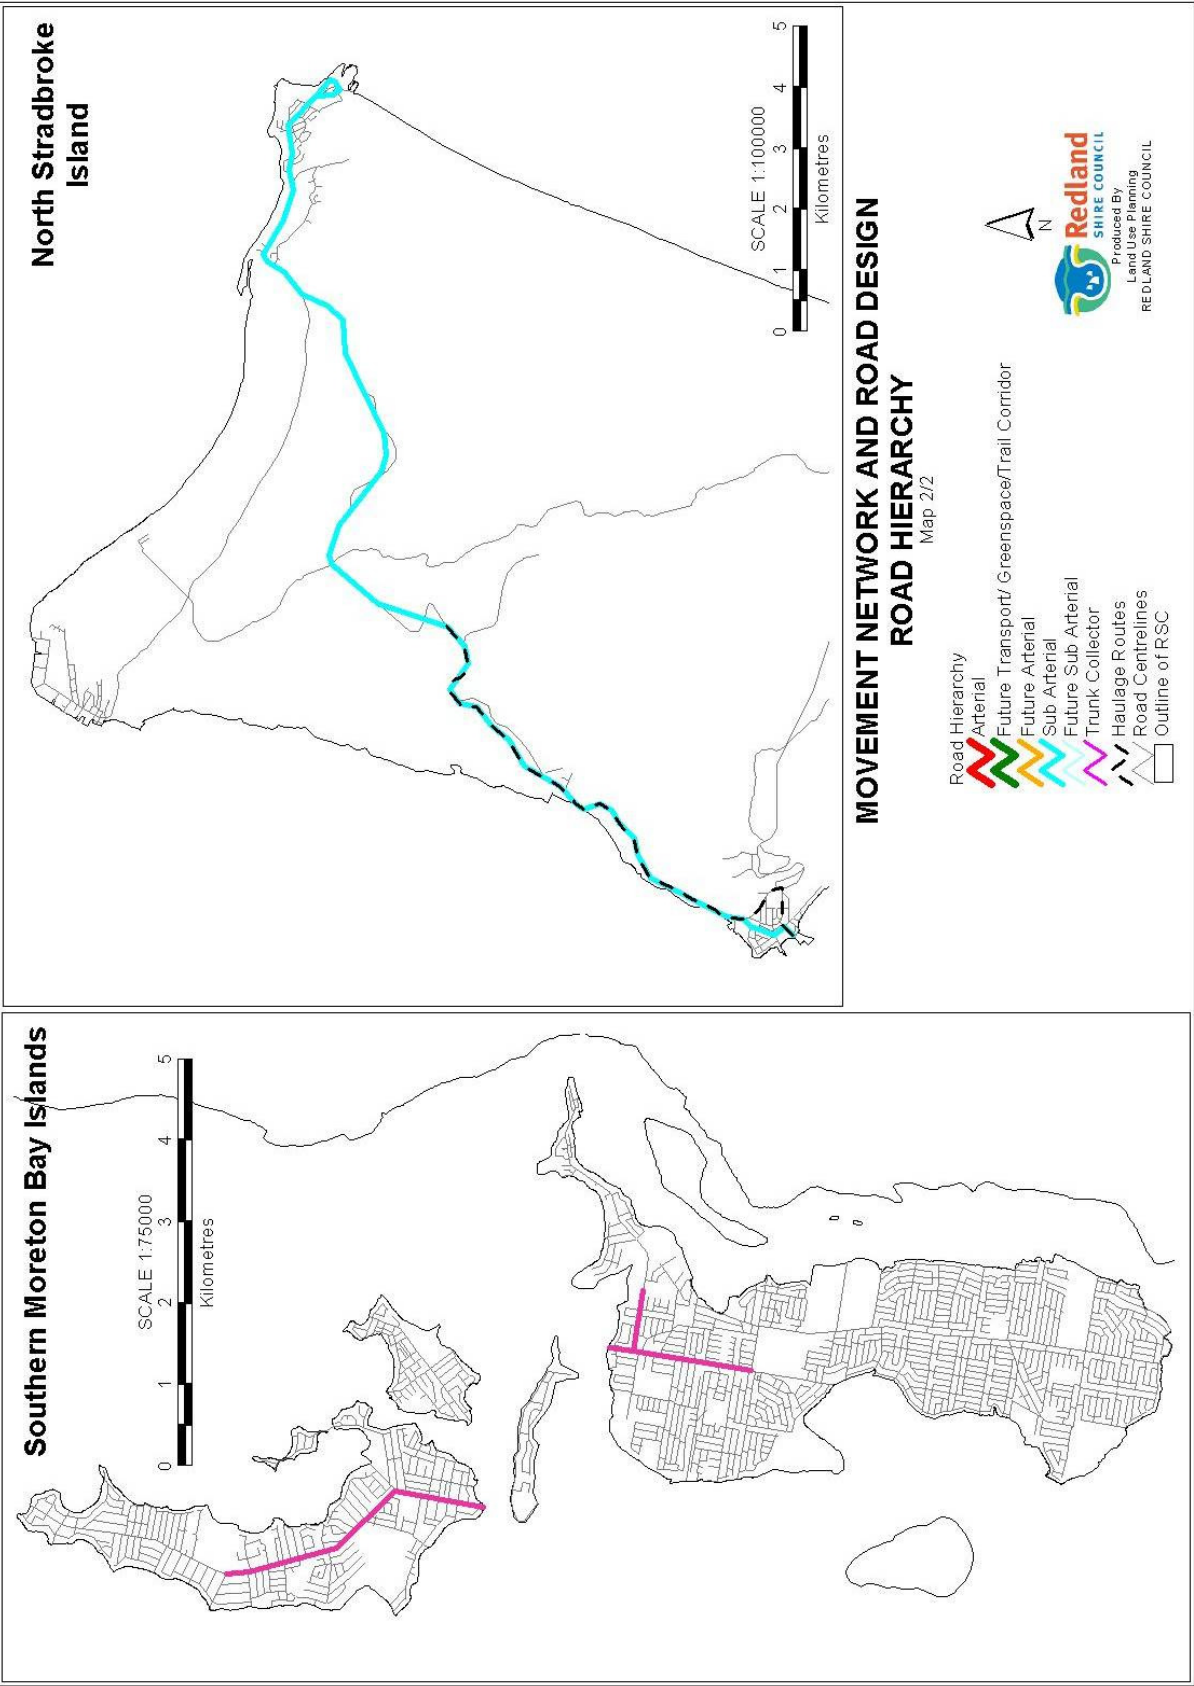 Southern Moreton Bay Islands
SCALE 1:75000
0 1 2 3 4 5
Kilometres
North Stradbroke
Island
SCALE 1:100000
0 1 2 3 4 5
Kilometres
MOVEMENT NETWORK AND ROAD DESIGN
ROAD HIERARCHY
Map 2/2
Road Hierarchy
Arterial
Future Transport/ Greenspace/Trail Corridor
Future Arterial
Sub Arterial
Future Sub Arterial
Trunk Collector
Haulage Routes
Road Centrelines
Outline of RSC
N
Redland
SHIRE COUNCIL
Produced By
Land Use Planning
REDLAND SHIRE COUNCIL